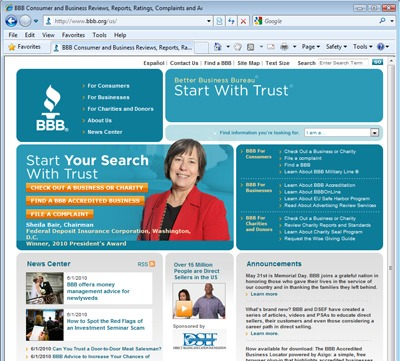 BBB Consumer and Business Reviews, Reports, Ratings, Complaints and Ac
http://www.bbb.org/us/
Google
File Edit View Favorites Tools Help
Favorites
BBB Consumer and Business Reviews, Reports, Ra...
Page Safety Tools
Español | Contact Us | Find a BBB | Site Map | Text Size
Search Enter Search Term GO
BBB
For Consumers
For Businesses
For Charities and Donors
About Us
News Center
Better Business Bureau
Start With Trust
Find information you're looking for,
I am a...
Start Your Search
With Trust
CHECK OUT A BUSINESS OR CHARITY
FIND A BBB ACCREDITED BUSINESS
FILE A COMPLAINT
Sheila Bair, Chairman
Federal Deposit Insurance Corporation, Washington,
D.C.
Winner, 2010 President's Award
BBB For
Consumers
Check Out a Business or Charity
File a complaint
Find a BBB
Learn About BBB Military Line ®
BBB For
Businesses
Learn About BBB Accreditation
Learn About BBBOnLine
Learn About EU Safe Harbor Program
Read About Advertising Review Services
BBB For
Charities
and Donors
Check Out a Business or Charity
Review Charity Reports and Standards
Learn About Charity Seal Program
Request the Wise Giving Guide
News Center
RSS
6/1/2010
BBB offers money
management advice for
newlyweds
6/1/2010
How to Spot the Red Flags of
an Investment Seminar Scam
6/1/2010 Can You Trust a Door-to-Door Meat Salesman?
6/1/2010 BBB Advice to Increase Your Chances of
Over 15 Million
People are Direct
Sellers in the US
Sponsored by
Announcements
May 31st is Memorial Day. BBB joins a grateful nation in
honoring those who gave their lives in the service of
our country and in thanking the families they left behind.
Learn more
What's brand new? BBB and DSEF have created a
series of articles, videos and PSAs to educate direct
sellers, their customers and even those considering a
career path in direct selling.
Learn more
Now available for download: The BBB Accredited
Business Locator powered by Azigo: a simple, free